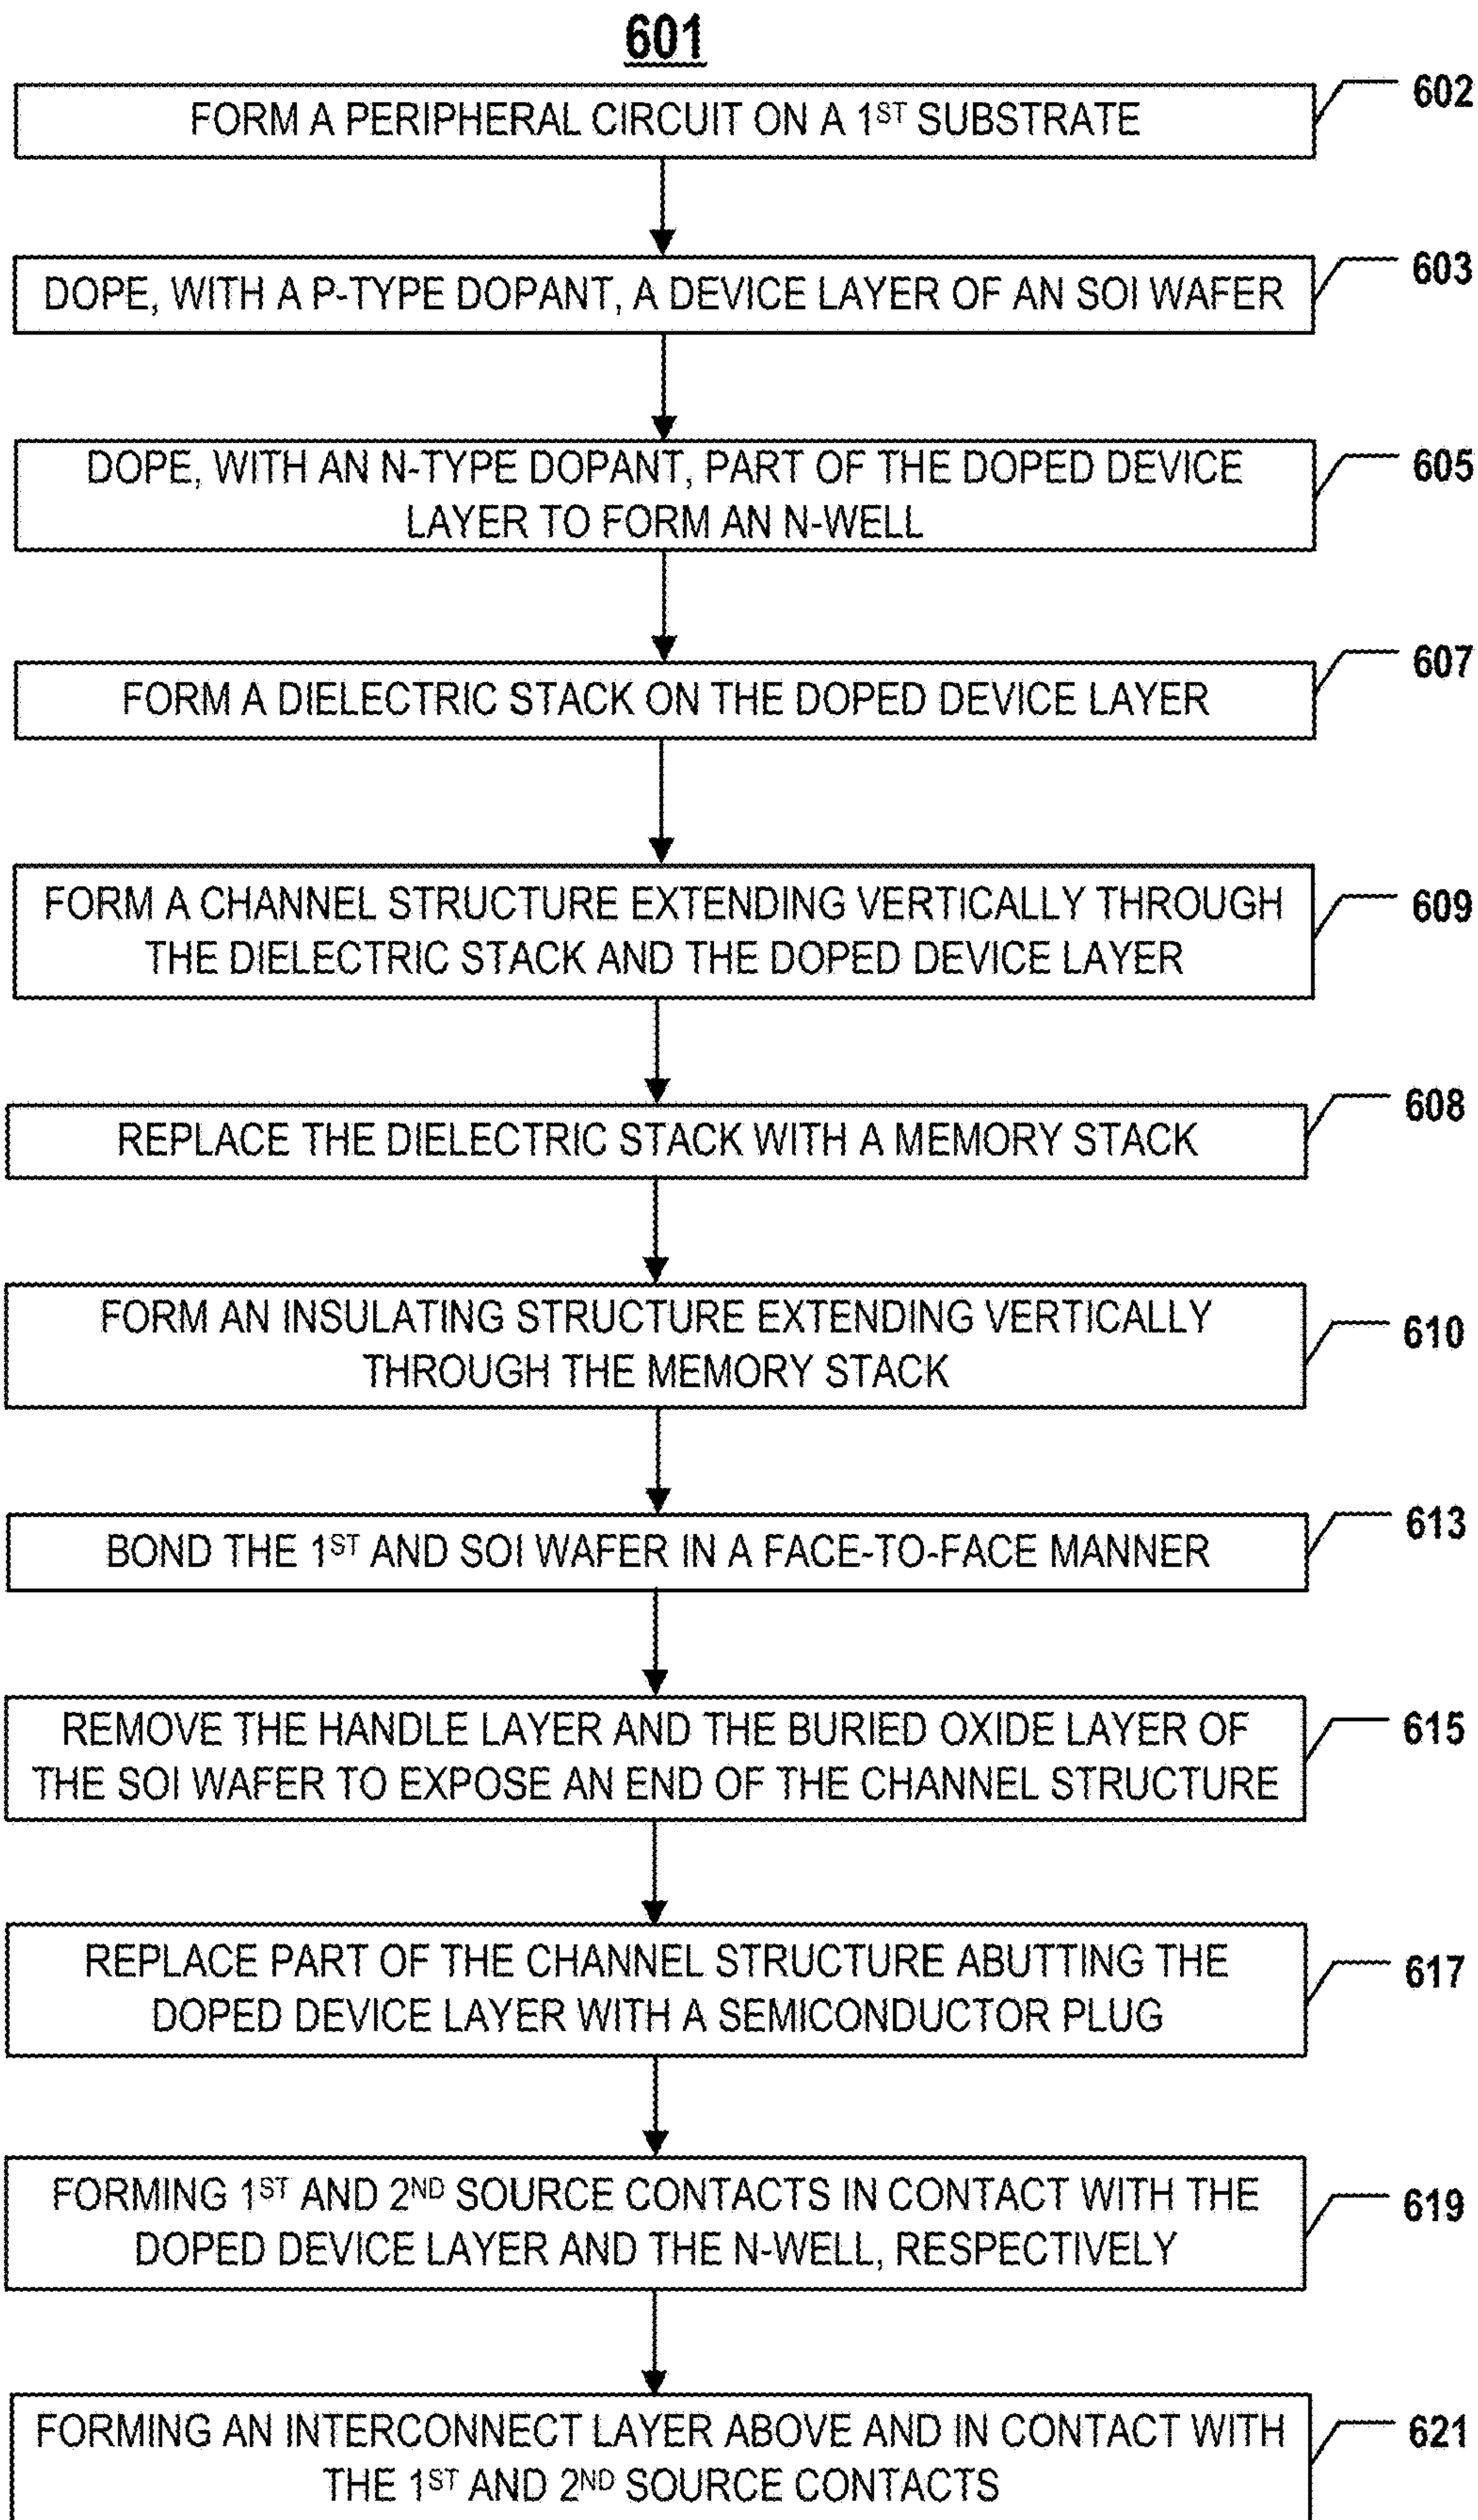 601
FORM A PERIPHERAL CIRCUIT ON A 1ST SUBSTRATE
602
DOPE, WITH A P-TYPE DOPANT, A DEVICE LAYER OF AN SOI WAFER
603
DOPE, WITH AN N-TYPE DOPANT, PART OF THE DOPED DEVICE
LAYER TO FORM AN N-WELL
605
FORM A DIELECTRIC STACK ON THE DOPED DEVICE LAYER
607
FORM A CHANNEL STRUCTURE EXTENDING VERTICALLY THROUGH
THE DIELECTRIC STACK AND THE DOPED DEVICE LAYER
609
REPLACE THE DIELECTRIC STACK WITH A MEMORY STACK
608
FORM AN INSULATING STRUCTURE EXTENDING VERTICALLY
THROUGH THE MEMORY STACK
610
BOND THE 1ST AND SOI WAFER IN A FACE-TO-FACE MANNER
613
REMOVE THE HANDLE LAYER AND THE BURIED OXIDE LAYER OF
THE SOI WAFER TO EXPOSE AN END OF THE CHANNEL STRUCTURE
615
REPLACE PART OF THE CHANNEL STRUCTURE ABUTTING THE
DOPED DEVICE LAYER WITH A SEMICONDUCTOR PLUG
617
FORMING 1ST AND 2ND SOURCE CONTACTS IN CONTACT WITH THE
DOPED DEVICE LAYER AND THE N-WELL, RESPECTIVELY
619
FORMING AN INTERCONNECT LAYER ABOVE AND IN CONTACT WITH
THE 1ST AND 2ND SOURCE CONTACTS
621